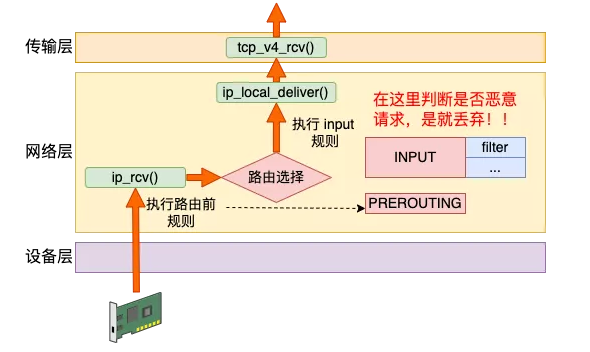 传输层
tcp_v4_rcv()
ip_local_deliver()
在这里判断是否恶意
请求，是就丢弃！！
执行 input
规则
网络层
INPUT
filter
...
ip_rcv()
路由选择
执行路由前
规则
PREROUTING
设备层